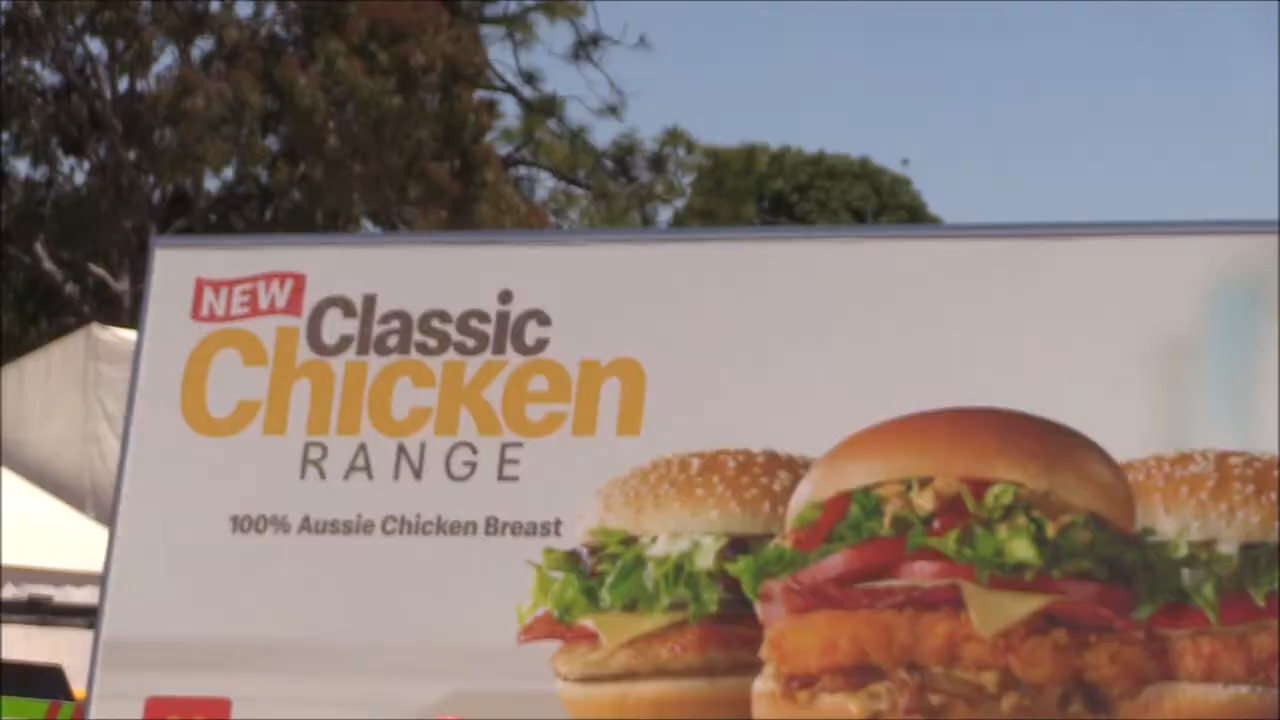 NEW
Classic
Chicken
RANGE
100% Aussie Chicken Breast